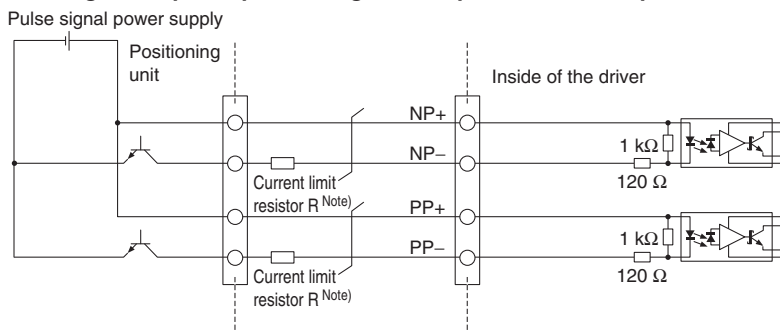 Pulse signal power supply
Positioning
unit
Inside of the driver
NP+
NP−
1 kΩ
120 Ω
Current limit
resistor R Note)
PP+
PP−
1 kΩ
120 Ω
Current limit
resistor R Note)